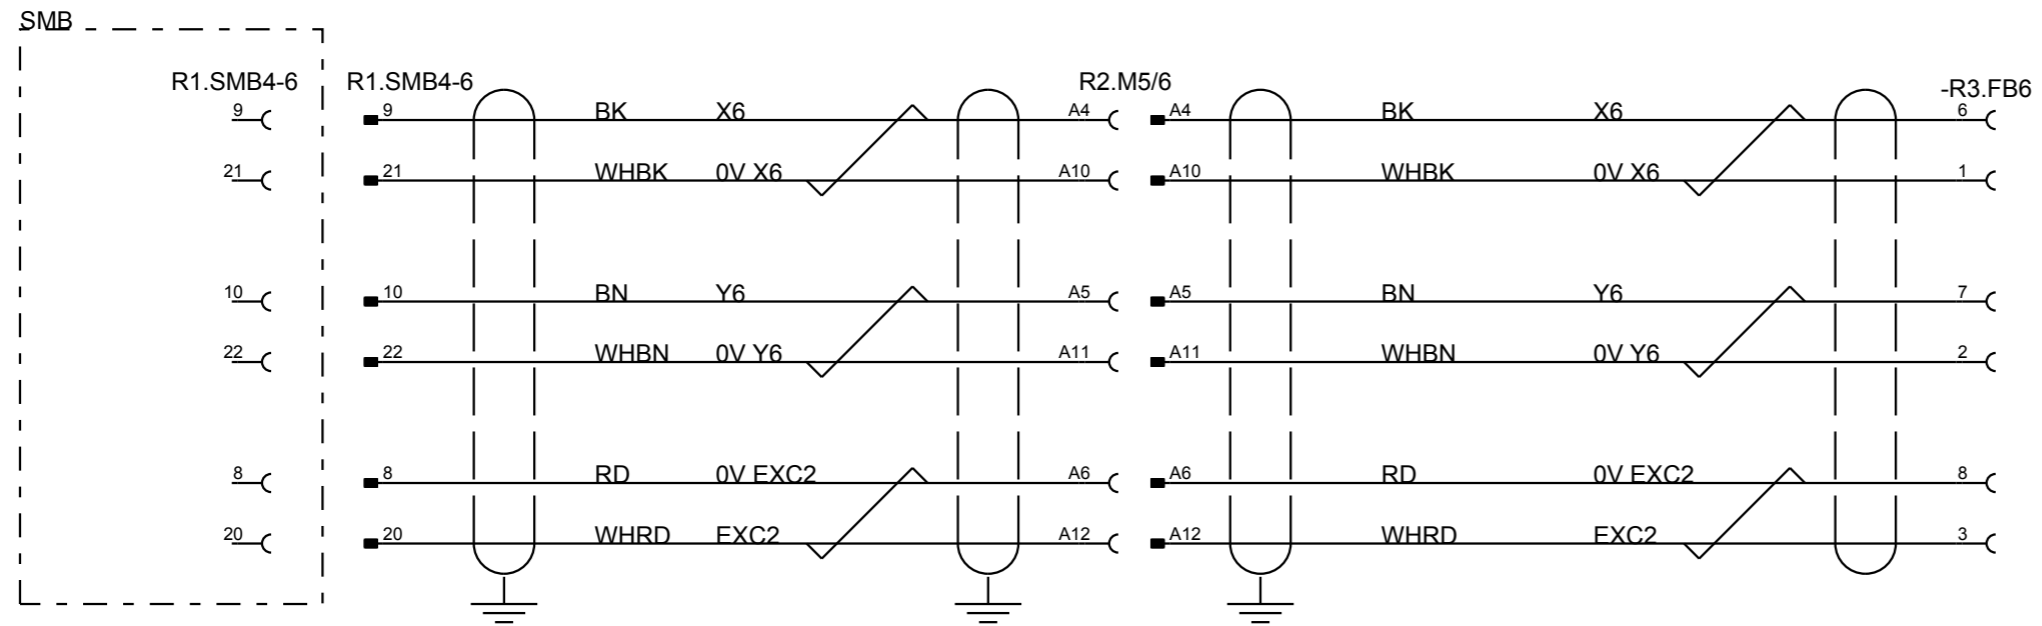 SMB
R1.SMB4-6 R1.SMB4-6 R2.M5/6 -R3.FB6
9 9 BK X6 A4 A4 BK X6 6
21 21 WHBK 0V X6 A10 A10 WHBK 0V X6 1
10 10 BN Y6 A5 A5 BN Y6 7
22 22 WHBN 0V Y6 A11 A11 WHBN 0V Y6 2
8 8 RD 0V EXC2 A6 A6 RD 0V EXC2 8
20 20 WHRD EXC2 A12 A12 WHRD EXC2 3